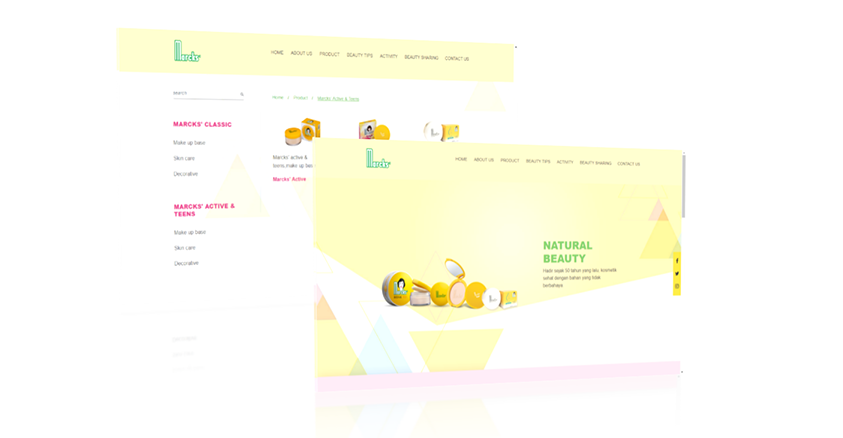 Marcks'
HOME ABOUT US PRODUCT BEAUTY TIPS ACTIVITY BEAUTY SHARING CONTACT US
search
Home / Product / Marcks Active & Teens
MARCKS' CLASSIC
Make up base
Skin care
Decorative
MARCKS' ACTIVE &
TEENS
Make up base
Skin care
Decorative
Marcks' active &
teens make up
Marcks' Active
Marcks'
HOME ABOUT US PRODUCT BEAUTY TIPS ACTIVITY BEAUTY SHARING CONTACT US
NATURAL
BEAUTY
Hadir sejak 50 tahun yang lalu, kosmetik
sehat dengan bahan yang tidak
berbahaya